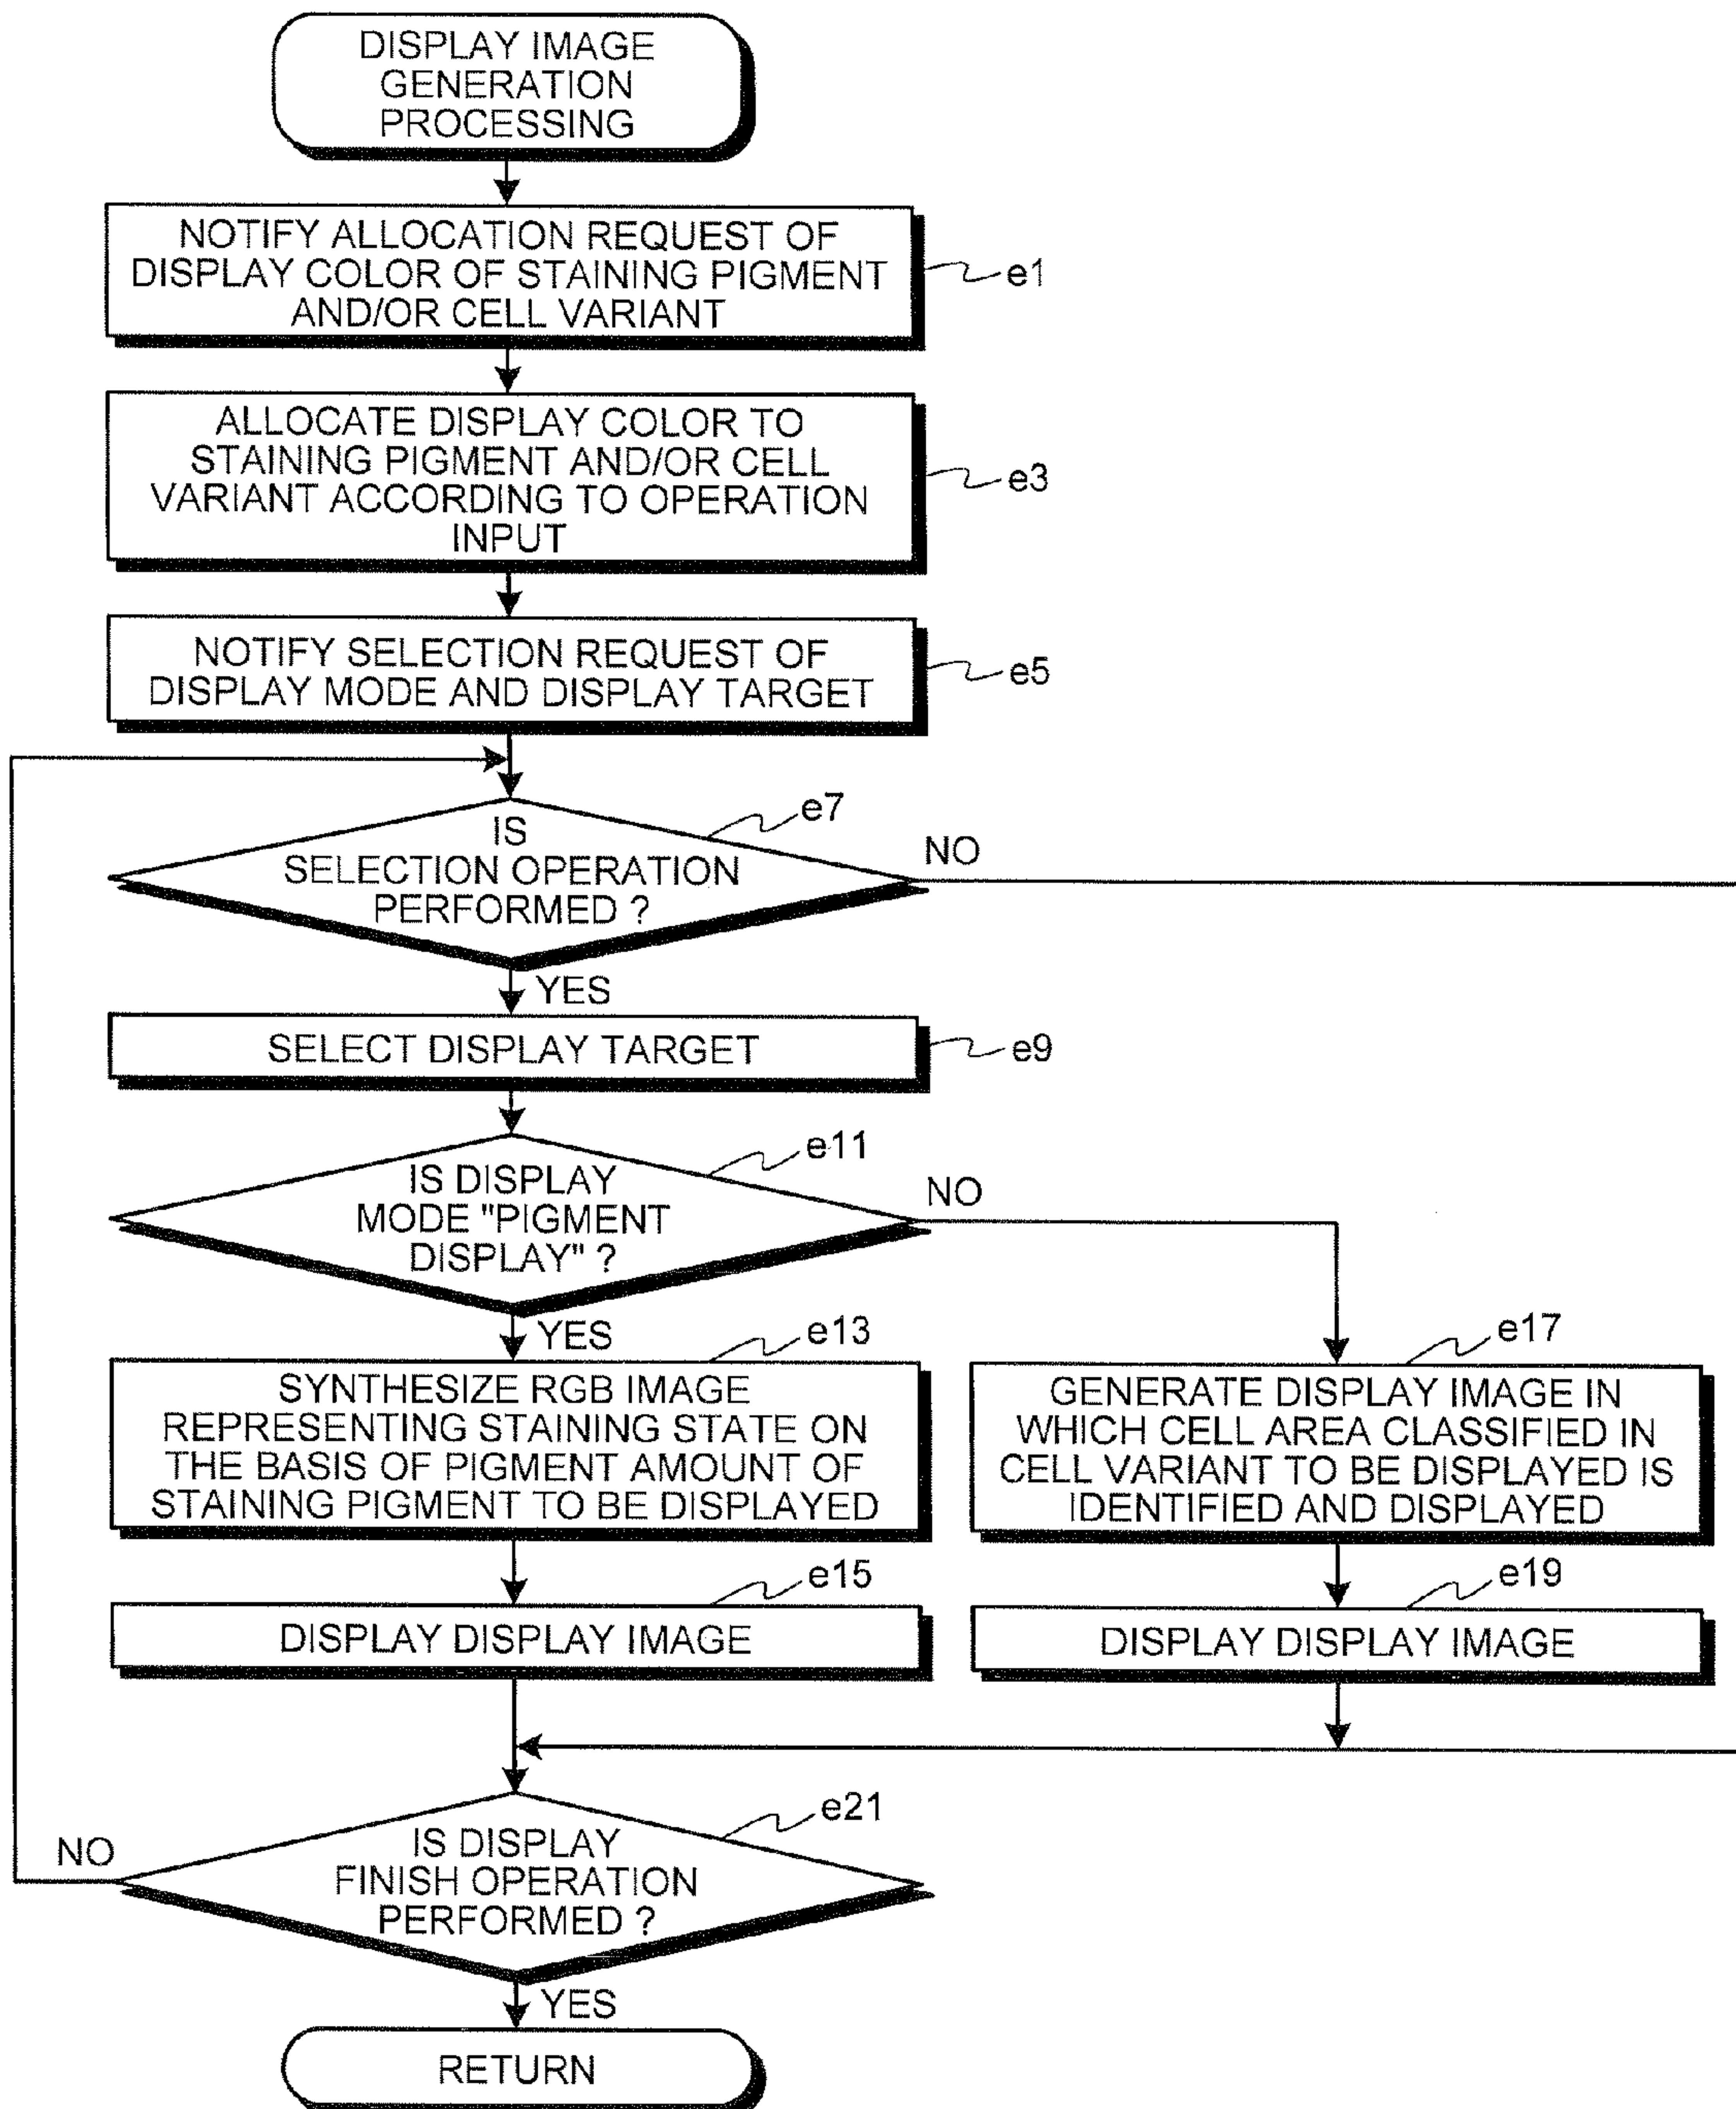 DISPLAY IMAGE
GENERATION
PROCESSING
NOTIFY ALLOCATION REQUEST OF
DISPLAY COLOR OF STAINING PIGMENT
AND/OR CELL VARIANT
e1
ALLOCATE DISPLAY COLOR TO
STAINING PIGMENT AND/OR CELL
VARIANT ACCORDING TO OPERATION
INPUT
e3
NOTIFY SELECTION REQUEST OF
DISPLAY MODE AND DISPLAY TARGET
e5
e7
IS
SELECTION OPERATION
PERFORMED ?
NO
YES
SELECT DISPLAY TARGET
e9
e11
IS DISPLAY
MODE "PIGMENT
DISPLAY" ?
NO
YES
e13
SYNTHESIZE RGB IMAGE
REPRESENTING STAINING STATE ON
THE BASIS OF PIGMENT AMOUNT OF
STAINING PIGMENT TO BE DISPLAYED
e17
GENERATE DISPLAY IMAGE IN
WHICH CELL AREA CLASSIFIED IN
CELL VARIANT TO BE DISPLAYED IS
IDENTIFIED AND DISPLAYED
e15
DISPLAY DISPLAY IMAGE
e19
DISPLAY DISPLAY IMAGE
e21
IS DISPLAY
FINISH OPERATION
PERFORMED ?
NO
YES
RETURN